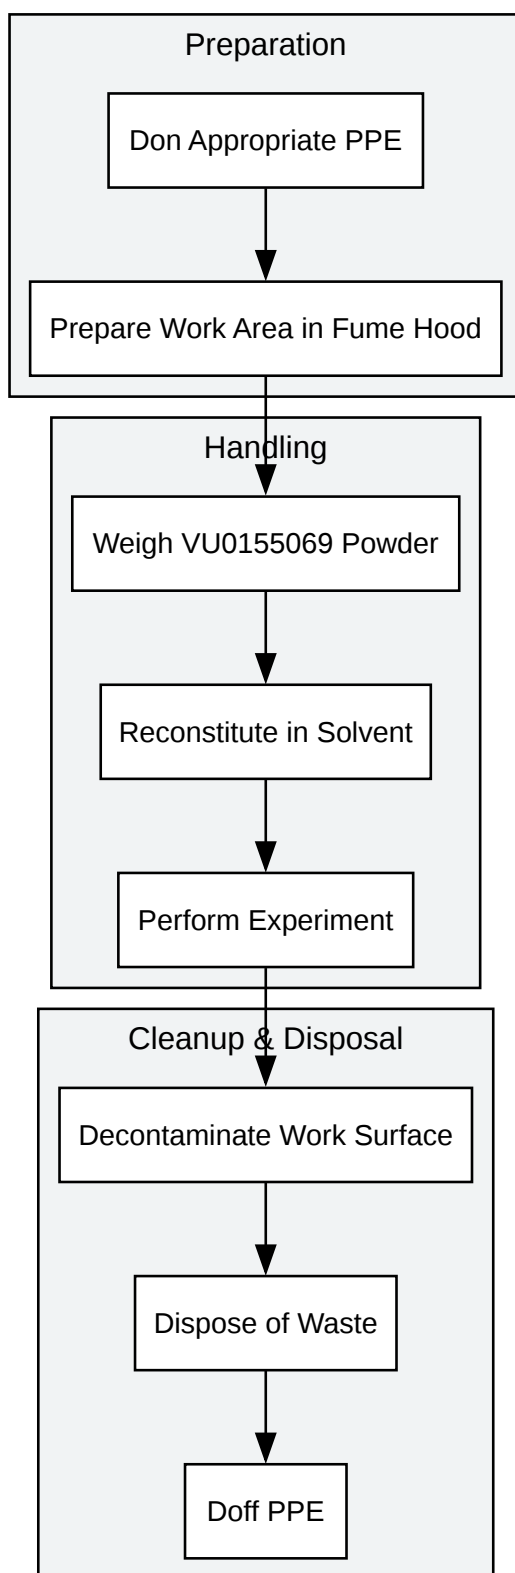 Preparation
Don Appropriate PPE
Prepare Work Area in Fume Hood
Handling
Weigh VU0155069 Powder
Reconstitute in Solvent
Perform Experiment
Cleanup & Disposal
Decontaminate Work Surface
Dispose of Waste
Doff PPE